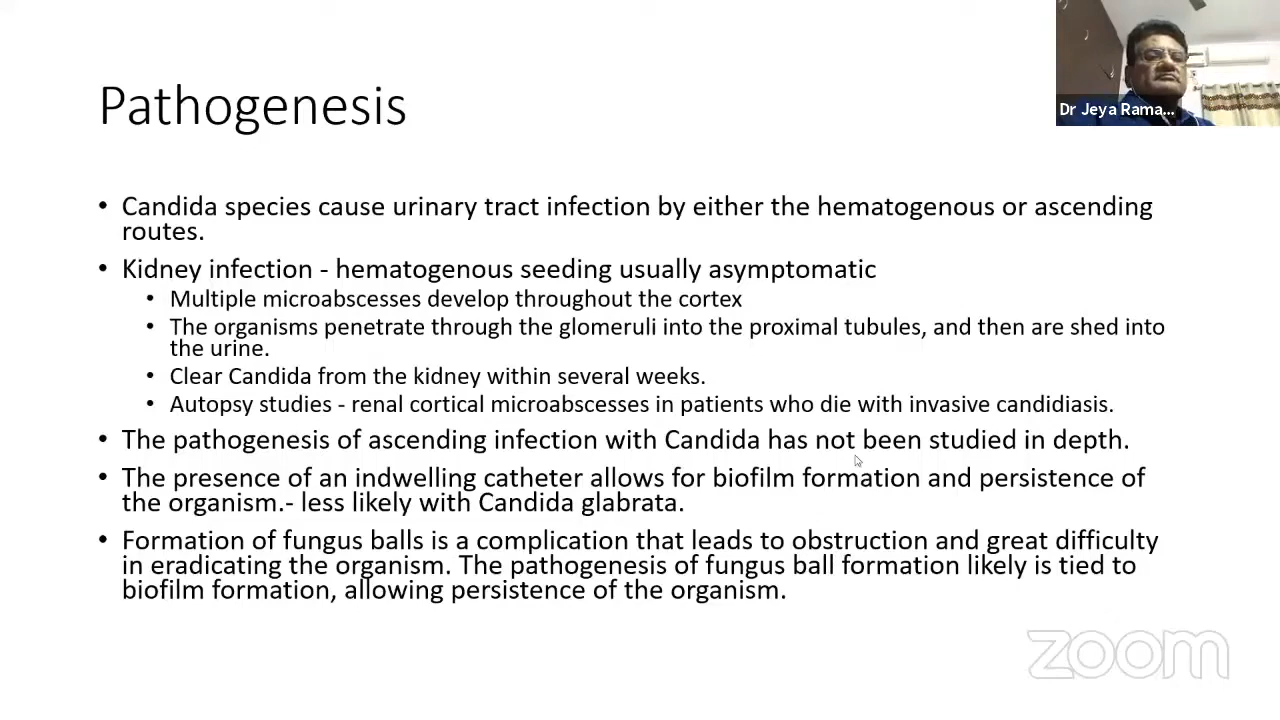 Pathogenesis
Dr Jeya Rama...
• Candida species cause urinary tract infection by either the hematogenous or ascending
routes.
• Kidney infection - hematogenous seeding usually asymptomatic
• Multiple microabscesses develop throughout the cortex
• The organisms penetrate through the glomeruli into the proximal tubules, and then are shed into
the urine.
• Clear Candida from the kidney within several weeks.
• Autopsy studies - renal cortical microabscesses in patients who die with invasive candidiasis.
• The pathogenesis of ascending infection with Candida has not been studied in depth.
• The presence of an indwelling catheter allows for biofilm formation and persistence of
the organism.- less likely with Candida glabrata.
• Formation of fungus balls is a complication that leads to obstruction and great difficulty
in eradicating the organism. The pathogenesis of fungus ball formation likely is tied to
biofilm formation, allowing persistence of the organism.
zoom